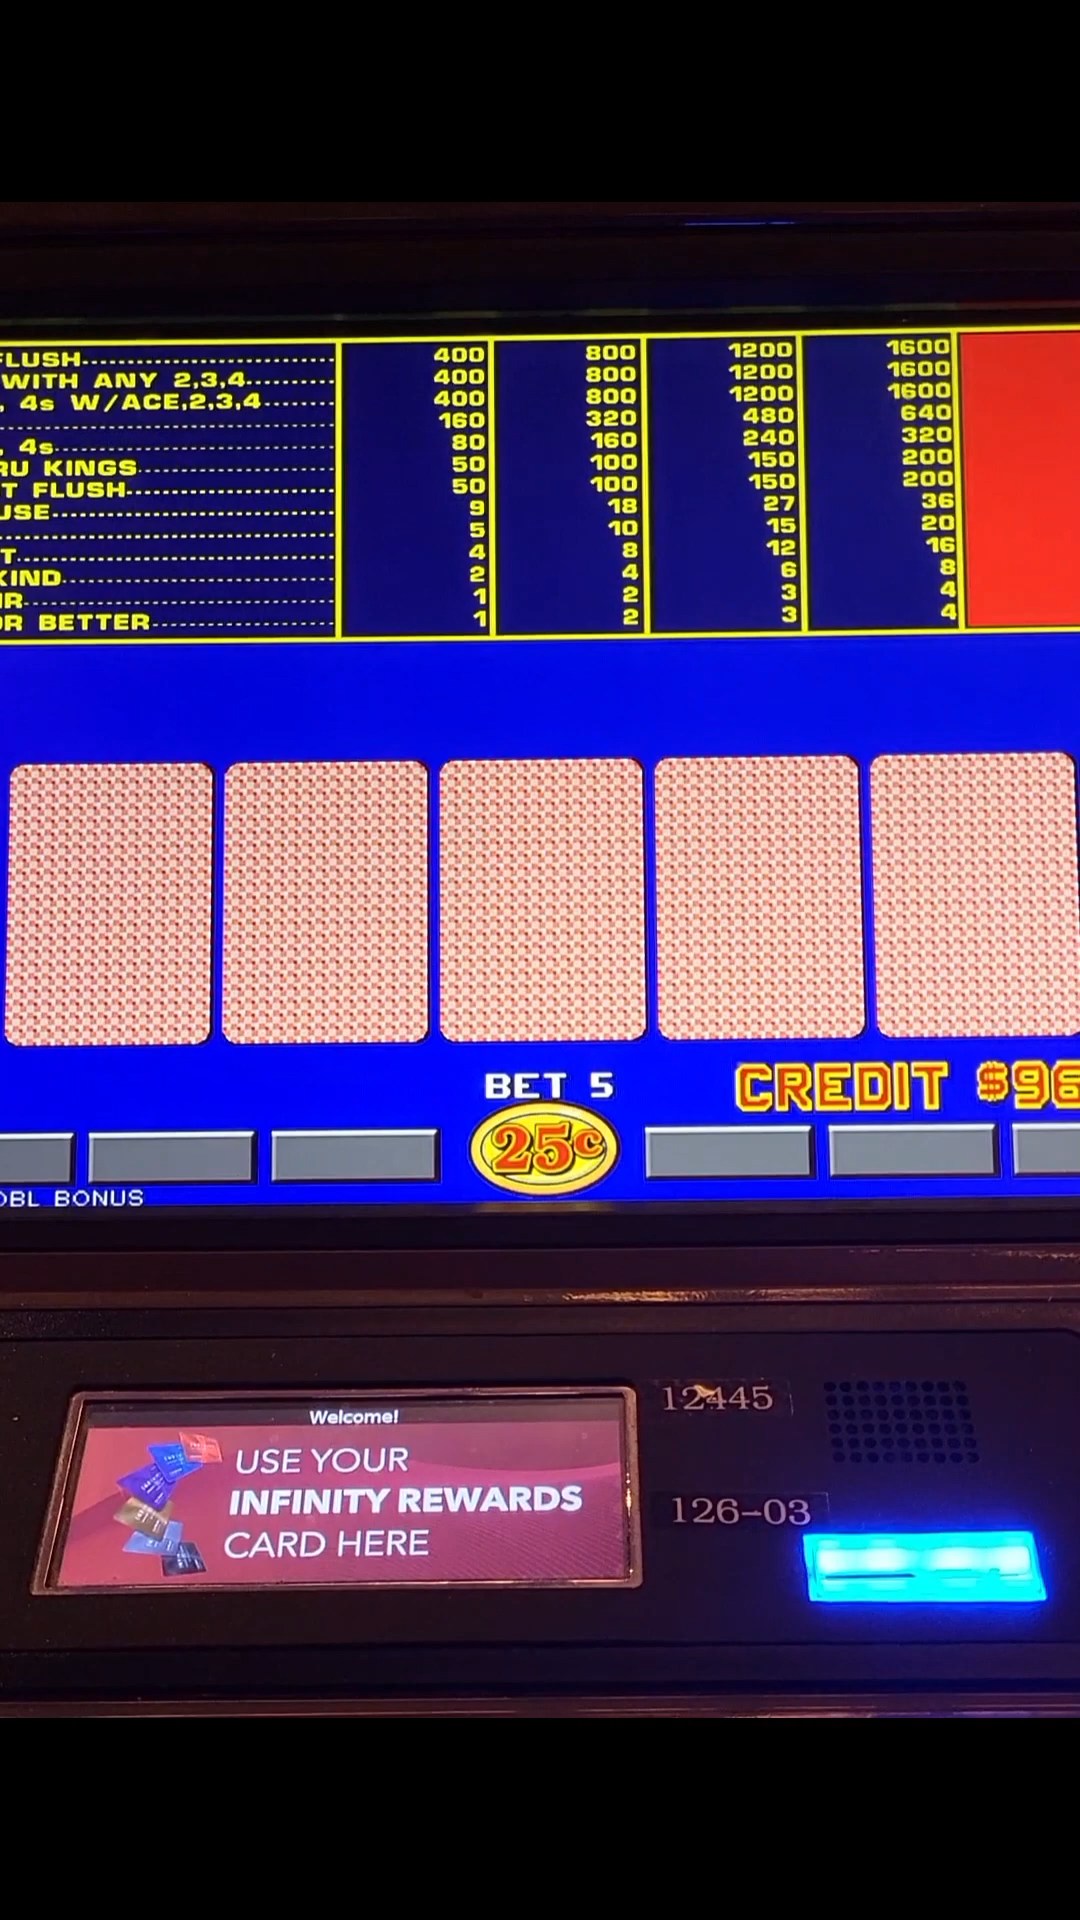 FLUSH 400 800 1200 1600
WITH ANY 2,3,4 400 800 1200 1600
, 4s W/ACE,2,3,4 400 800 1200 1600
160 320 480 640
, 4s 80 160 240 320
RU KINGS 50 100 150 200
T FLUSH 50 100 150 200
USE 9 18 27 36
5 10 15 20
T 4 8 12 16
KIND 2 4 6 8
IR 1 2 3 4
OR BETTER 1 2 3 4
BET 5
CREDIT $96
25¢
DBL BONUS
Welcome!
USE YOUR
INFINITY REWARDS
CARD HERE
12445
126-03